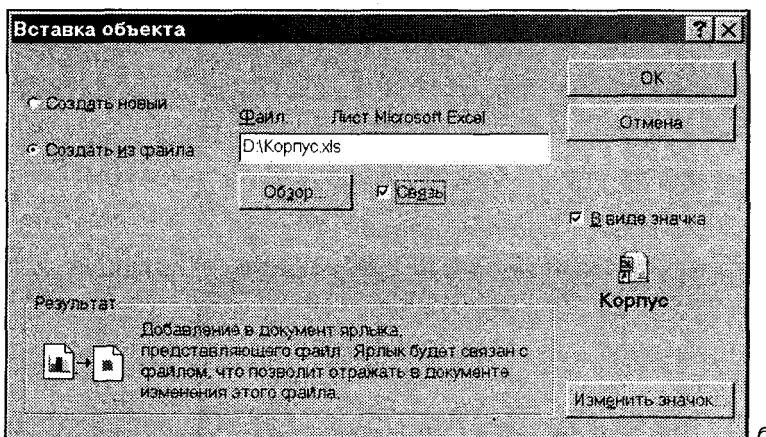 Вставка объекта
Создать новый
Создать из файла
Файл: Лист Microsoft Excel
D:\Корпус.xls
Обзор...
Связь
ОК
Отмена
В виде значка
Корпус
Результат
Добавление в документ ярлыка,
представляющего файл. Ярлык будет связан с
файлом, что позволит отражать в документе
изменения этого файла.
Изменить значок...
б